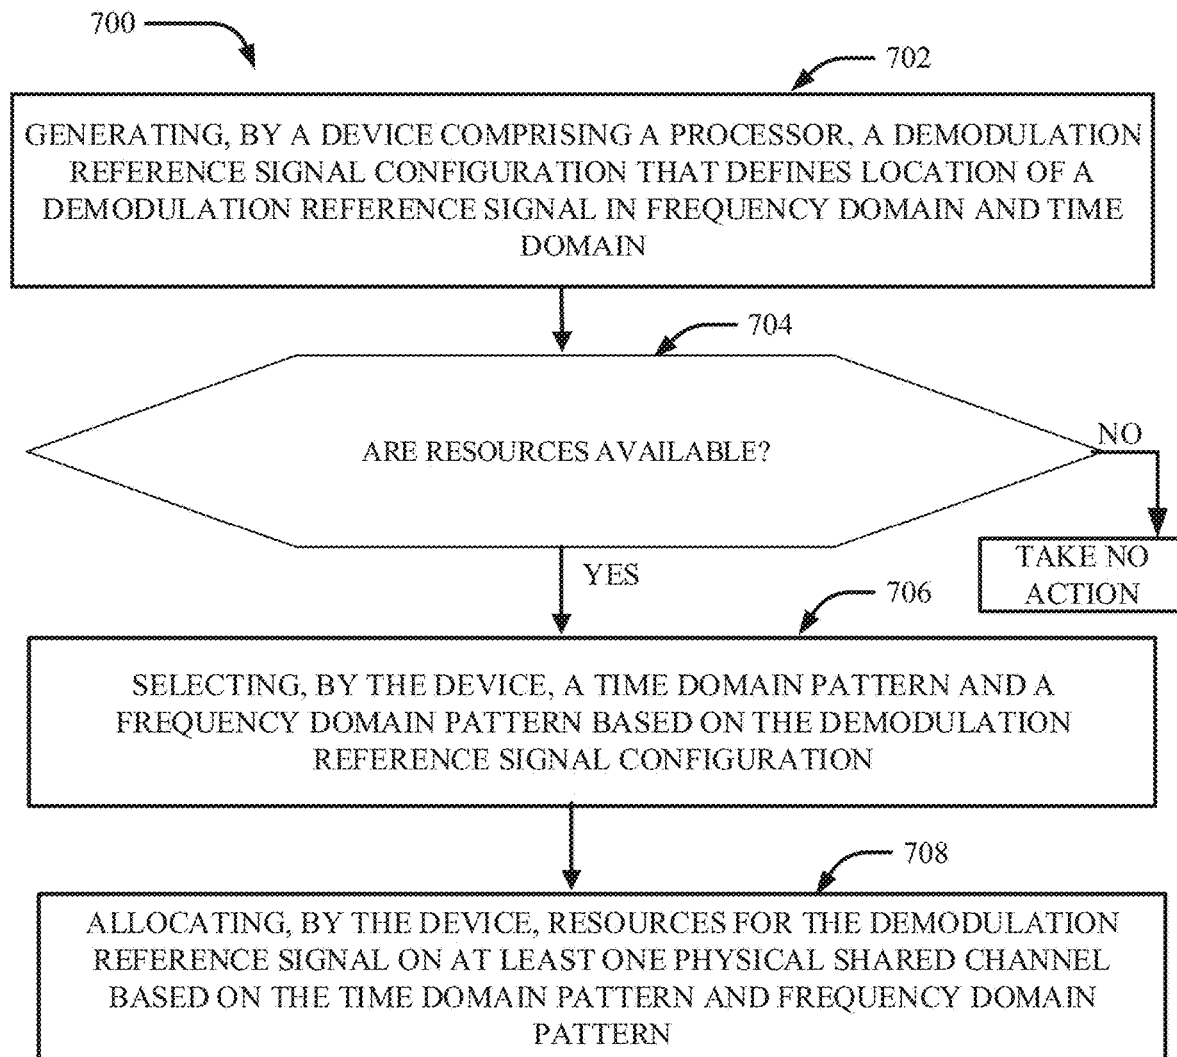 700
702
GENERATING, BY A DEVICE COMPRISING A PROCESSOR, A DEMODULATION
REFERENCE SIGNAL CONFIGURATION THAT DEFINES LOCATION OF A
DEMODULATION REFERENCE SIGNAL IN FREQUENCY DOMAIN AND TIME
DOMAIN
704
ARE RESOURCES AVAILABLE?
NO
TAKE NO
ACTION
YES
706
SELECTING, BY THE DEVICE, A TIME DOMAIN PATTERN AND A
FREQUENCY DOMAIN PATTERN BASED ON THE DEMODULATION
REFERENCE SIGNAL CONFIGURATION
708
ALLOCATING, BY THE DEVICE, RESOURCES FOR THE DEMODULATION
REFERENCE SIGNAL ON AT LEAST ONE PHYSICAL SHARED CHANNEL
BASED ON THE TIME DOMAIN PATTERN AND FREQUENCY DOMAIN
PATTERN